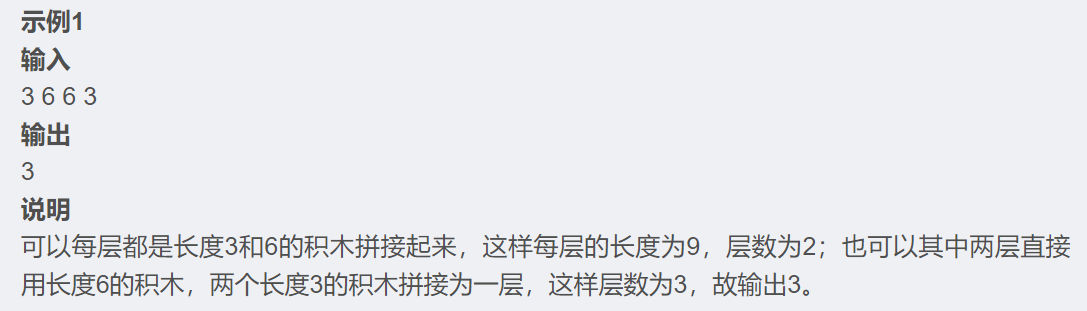 示例1
输入
3 6 6 3
输出
3
说明
可以每层都是长度3和6的积木拼接起来，这样每层的长度为9，层数为2；也可以其中两层直接
用长度6的积木，两个长度3的积木拼接为一层，这样层数为3，故输出3。